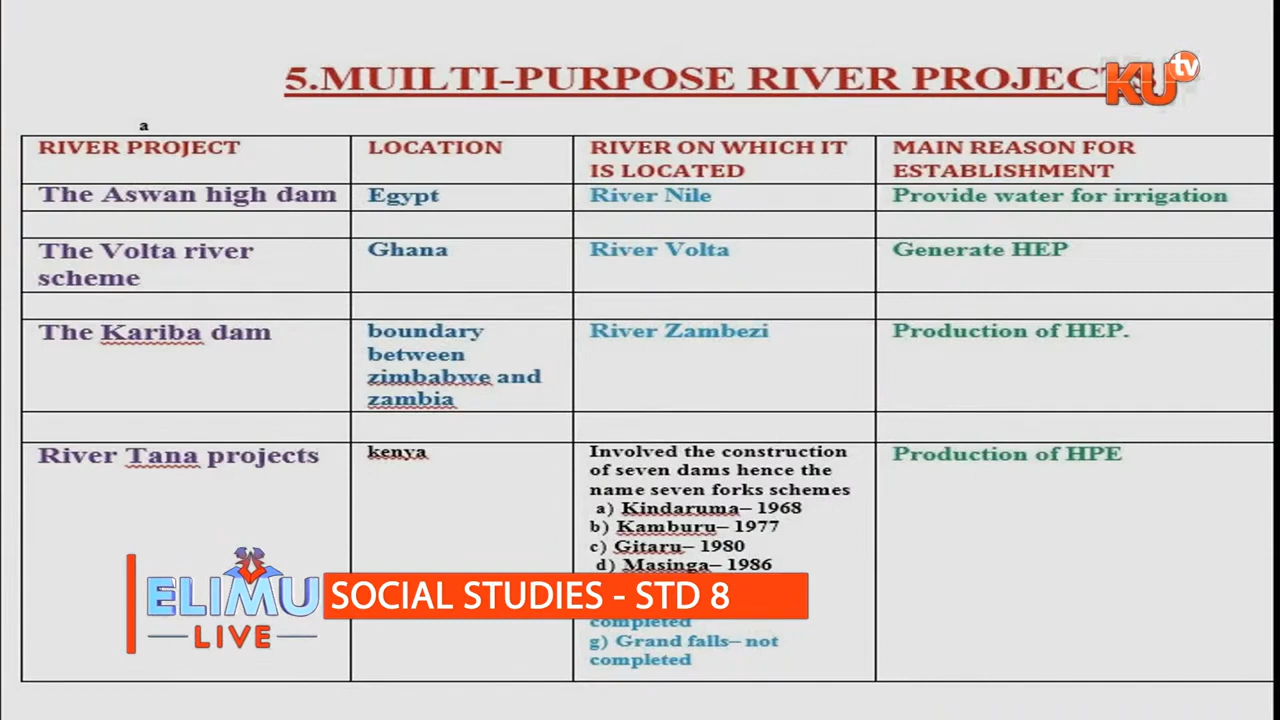 5.MUILTI-PURPOSE RIVER PROJECTS
KU tv
a
RIVER PROJECT
LOCATION
RIVER ON WHICH IT
IS LOCATED
MAIN REASON FOR
ESTABLISHMENT
The Aswan high dam
Egypt
River Nile
Provide water for irrigation
The Volta river
scheme
Ghana
River Volta
Generate HEP
The Kariba dam
boundary
between
zimbabwe and
zambia
River Zambezi
Production of HEP.
River Tana projects
kenya
Involved the construction
of seven dams hence the
name seven forks schemes
a) Kindaruma– 1968
b) Kamburu– 1977
c) Gitaru– 1980
d) Masinga– 1986
completed
g) Grand falls– not
completed
Production of HPE
ELIMU
LIVE
SOCIAL STUDIES - STD 8